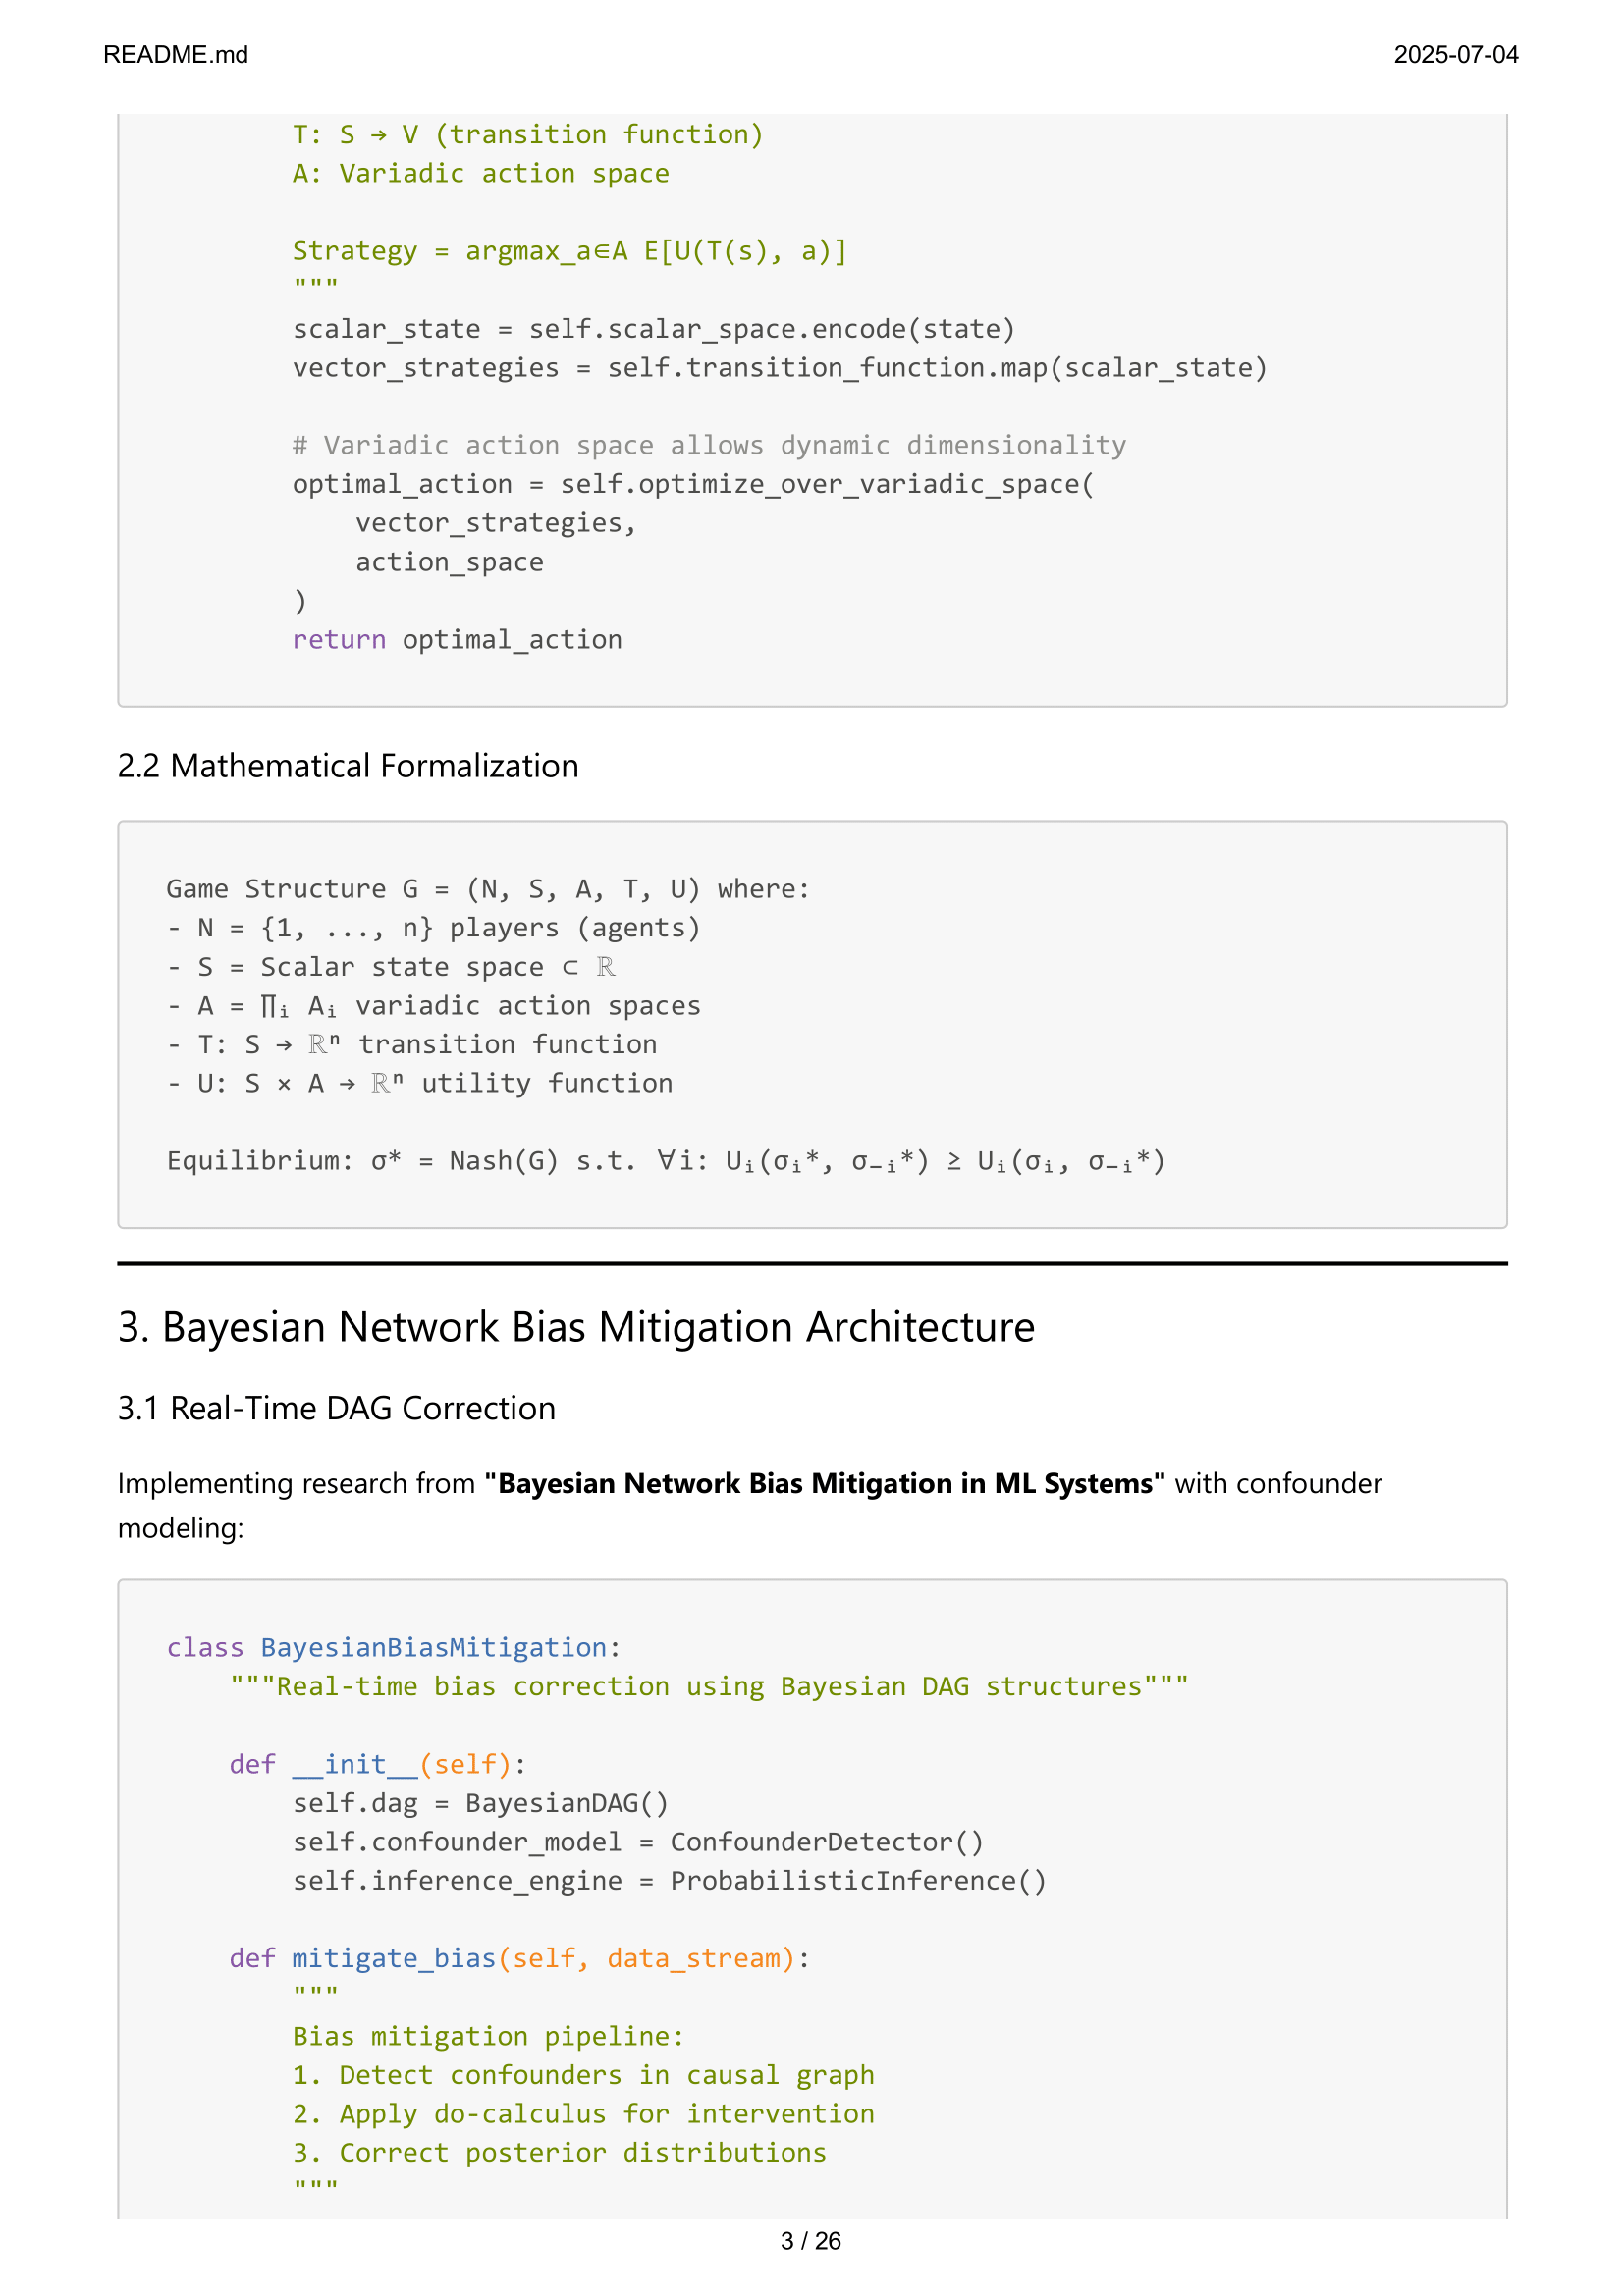 README.md
2025-07-04
T: S → V (transition function)
A: Variadic action space
Strategy = argmax_a∈A E[U(T(s), a)]
"""
scalar_state = self.scalar_space.encode(state)
vector_strategies = self.transition_function.map(scalar_state)
# Variadic action space allows dynamic dimensionality
optimal_action = self.optimize_over_variadic_space(
vector_strategies,
action_space
)
return optimal_action
2.2 Mathematical Formalization
Game Structure G = (N, S, A, T, U) where:
- N = {1, ..., n} players (agents)
- S = Scalar state space ⊂ ℝ
- A = ∏ᵢ Aᵢ variadic action spaces
- T: S → ℝⁿ transition function
- U: S × A → ℝⁿ utility function
Equilibrium: σ* = Nash(G) s.t. ∀i: Uᵢ(σᵢ*, σ₋ᵢ*) ≥ Uᵢ(σᵢ, σ₋ᵢ*)
3. Bayesian Network Bias Mitigation Architecture
3.1 Real-Time DAG Correction
Implementing research from "Bayesian Network Bias Mitigation in ML Systems" with confounder
modeling:
class BayesianBiasMitigation:
"""Real-time bias correction using Bayesian DAG structures"""
def __init__(self):
self.dag = BayesianDAG()
self.confounder_model = ConfounderDetector()
self.inference_engine = ProbabilisticInference()
def mitigate_bias(self, data_stream):
"""
Bias mitigation pipeline:
1. Detect confounders in causal graph
2. Apply do-calculus for intervention
3. Correct posterior distributions
"""
3 / 26